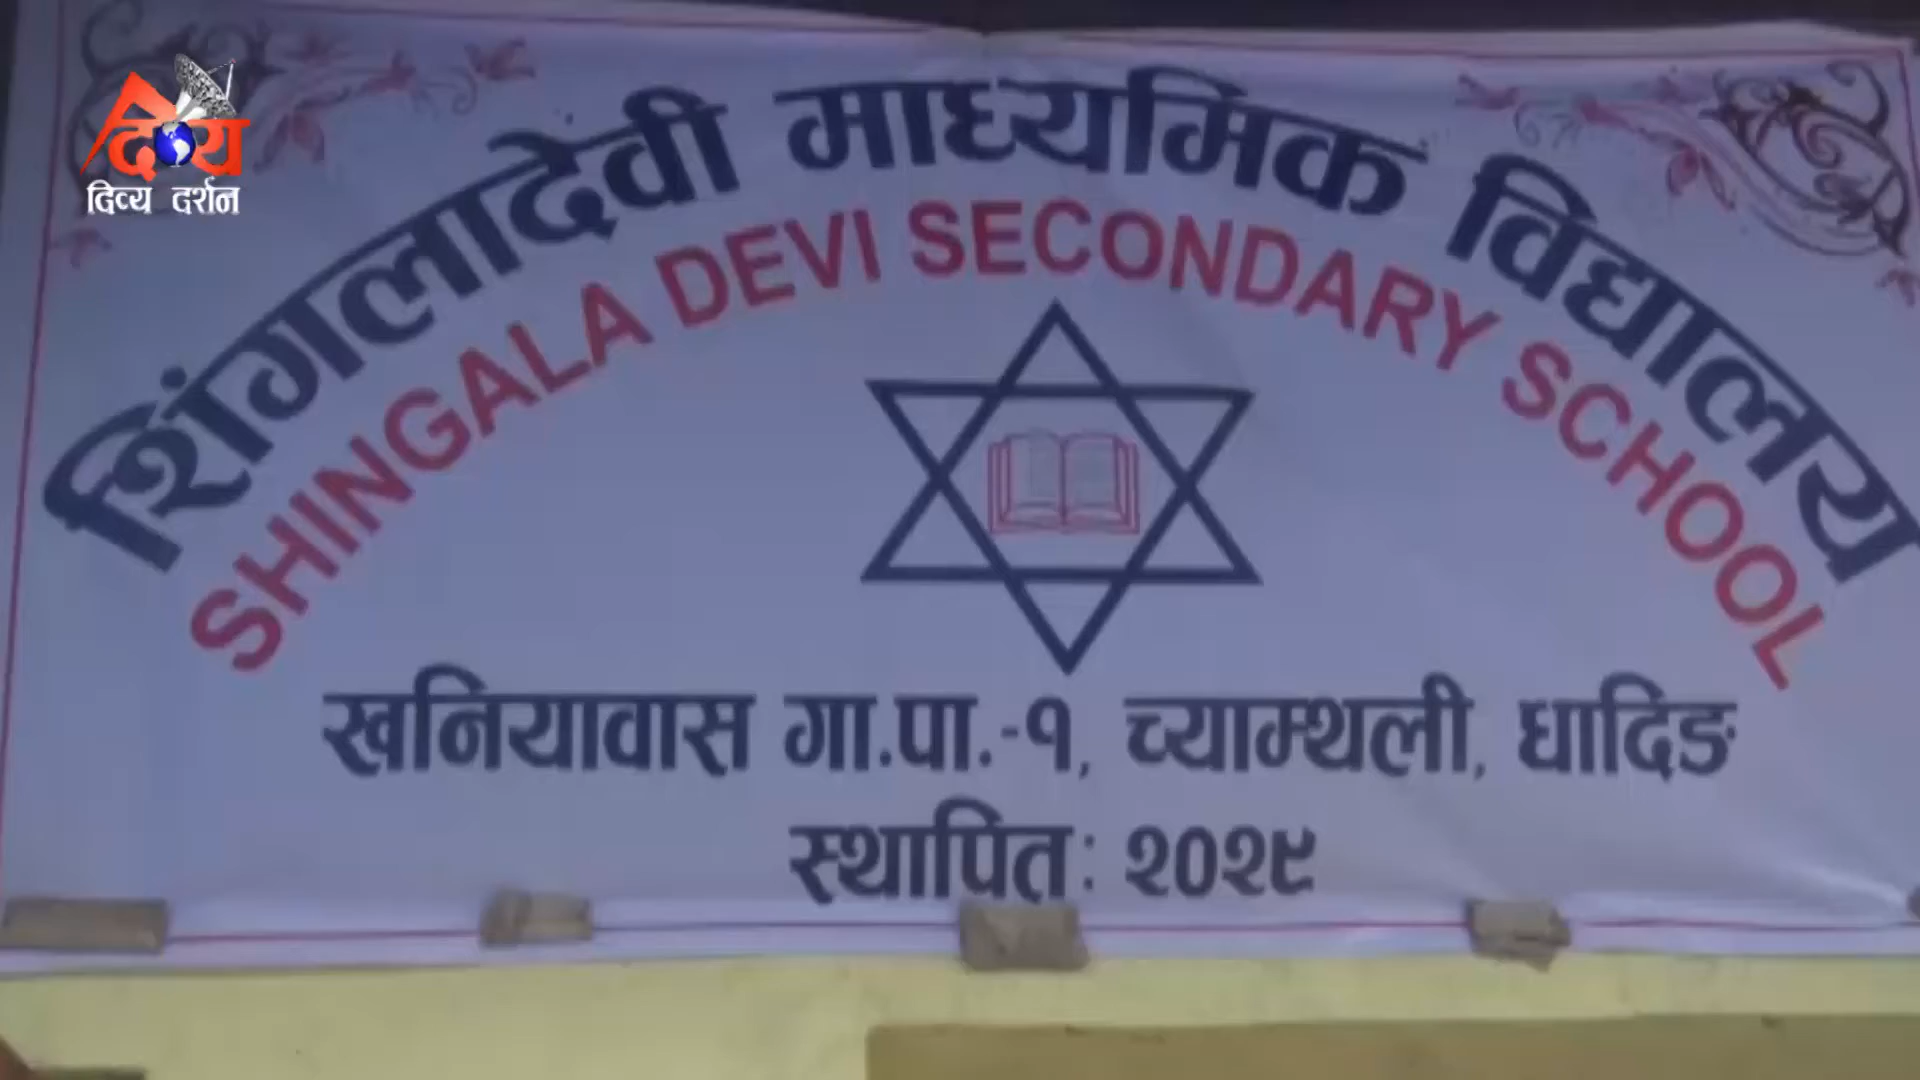 दिव्य
दिव्य दर्शन
शिंगलादेवी माध्यमिक विद्यालय
SHINGALA DEVI SECONDARY SCHOOL
खनियावास गा.पा.-१, च्याम्थली, धादिङ
स्थापित: २०२९